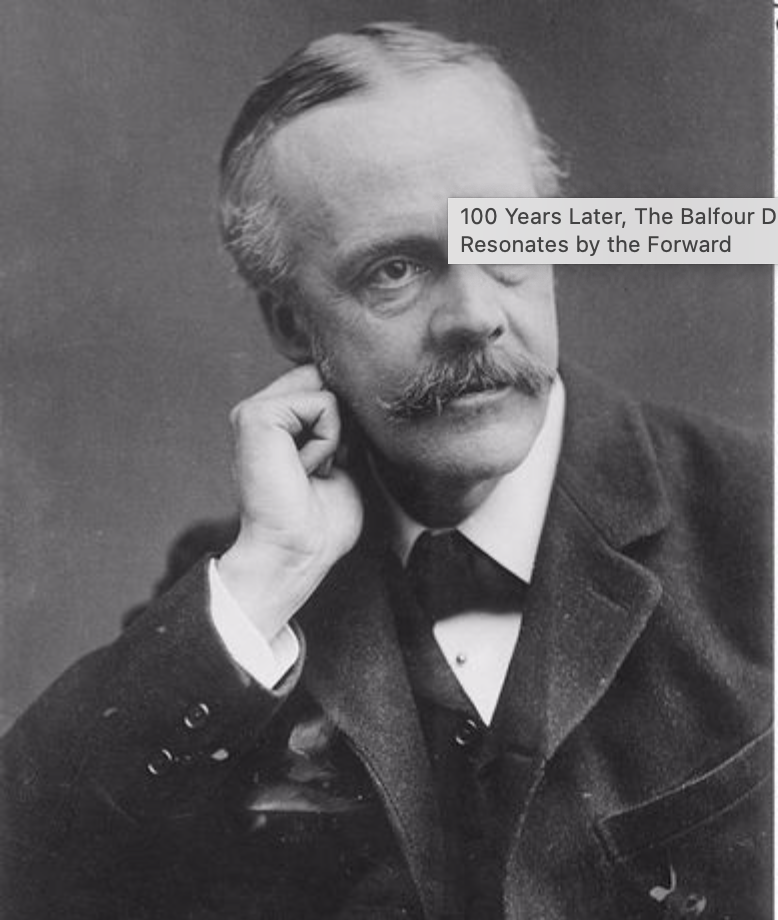 100 Years Later, The Balfour D
Resonates by the Forward